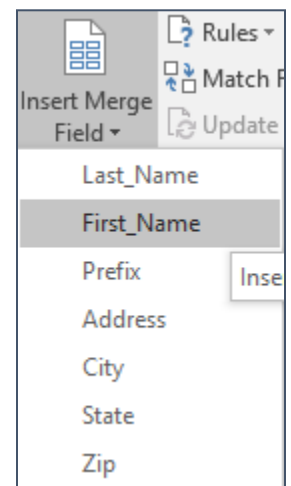 Rules
Match F
Insert Merge
Field
Update
Last_Name
First_Name
Prefix
Inse
Address
City
State
Zip